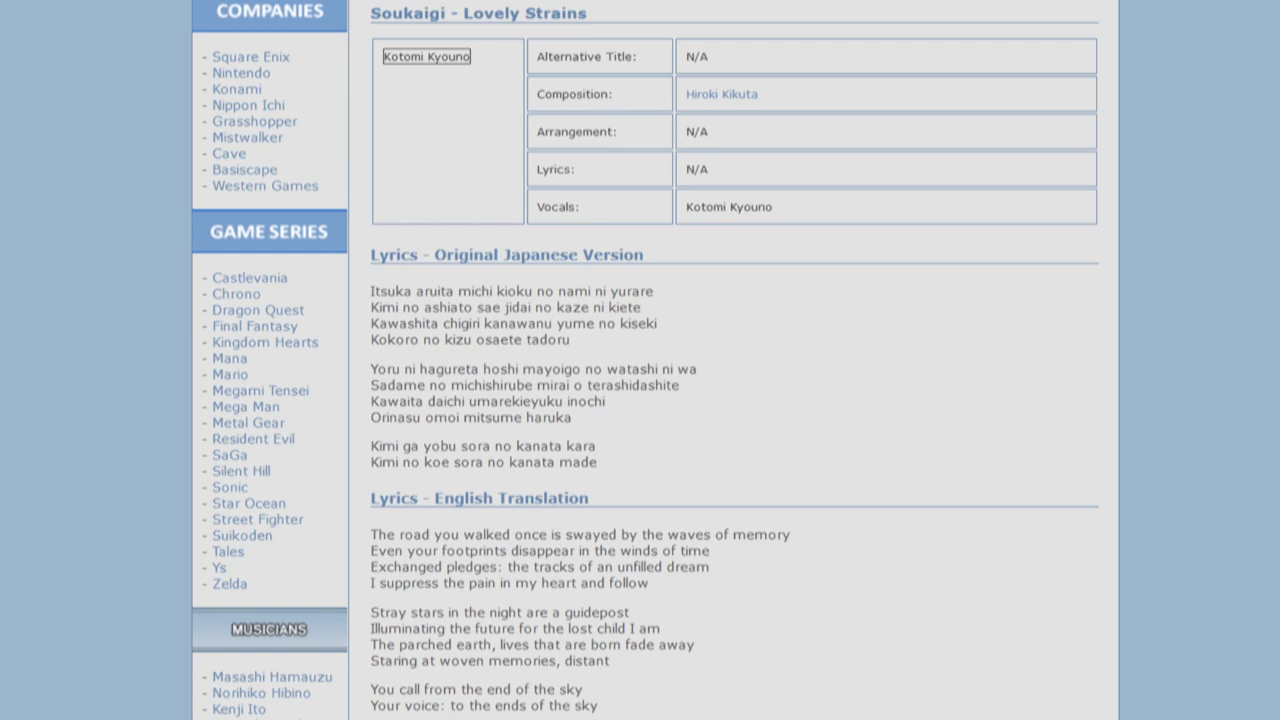 COMPANIES
- Square Enix
- Nintendo
- Konami
- Nippon Ichi
- Grasshopper
- Mistwalker
- Cave
- Basiscape
- Western Games
GAME SERIES
- Castlevania
- Chrono
- Dragon Quest
- Final Fantasy
- Kingdom Hearts
- Mana
- Mario
- Megami Tensei
- Mega Man
- Metal Gear
- Resident Evil
- SaGa
- Silent Hill
- Sonic
- Star Ocean
- Street Fighter
- Suikoden
- Tales
- Ys
- Zelda
MUSICIANS
- Masashi Hamauzu
- Norihiko Hibino
- Kenji Ito
Soukaigi - Lovely Strains
Kotomi Kyouno
Alternative Title: N/A
Composition: Hiroki Kikuta
Arrangement: N/A
Lyrics: N/A
Vocals: Kotomi Kyouno
Lyrics - Original Japanese Version
Itsuka aruita michi kioku no nami ni yurare
Kimi no ashiato sae jidai no kaze ni kiete
Kawashita chigiri kanawanu yume no kiseki
Kokoro no kizu osaete tadoru
Yoru ni hagureta hoshi mayoigo no watashi ni wa
Sadame no michishirube mirai o terashidashite
Kawaita daichi umarekieyuku inochi
Orinasu omoi mitsume haruka
Kimi ga yobu sora no kanata kara
Kimi no koe sora no kanata made
Lyrics - English Translation
The road you walked once is swayed by the waves of memory
Even your footprints disappear in the winds of time
Exchanged pledges: the tracks of an unfilled dream
I suppress the pain in my heart and follow
Stray stars in the night are a guidepost
Illuminating the future for the lost child I am
The parched earth, lives that are born fade away
Staring at woven memories, distant
You call from the end of the sky
Your voice: to the ends of the sky